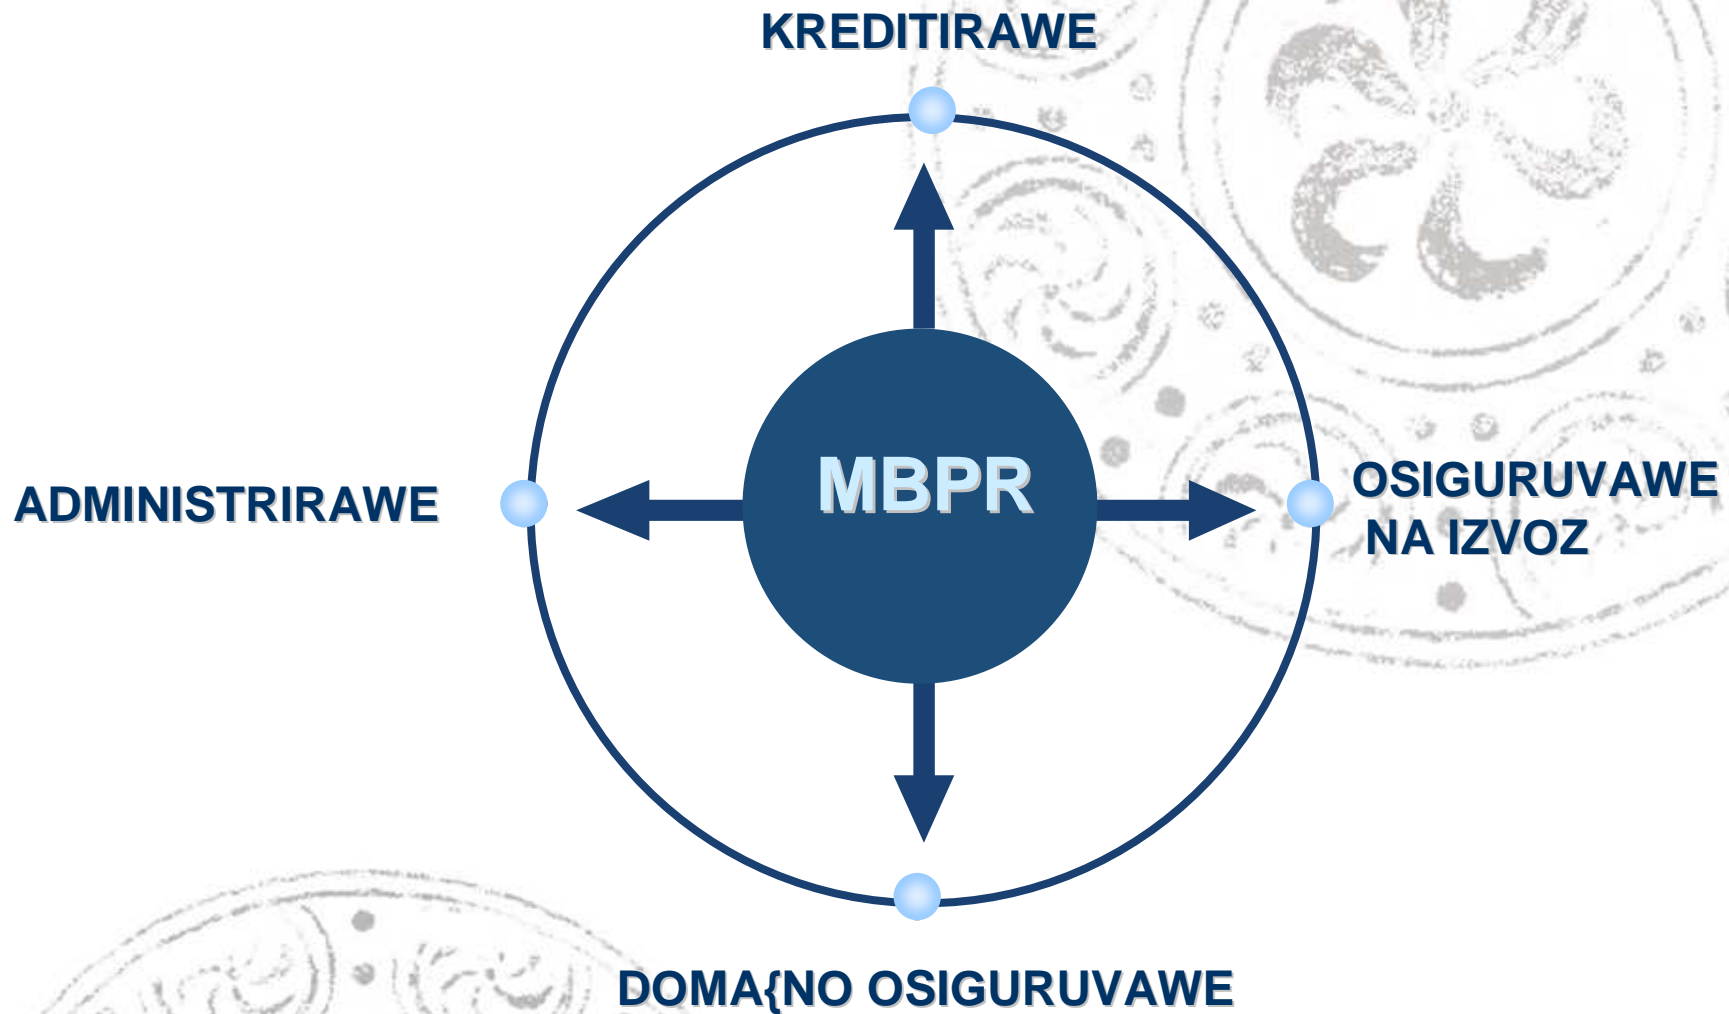 KREDITIRAWE
MBPR
ADMINISTRIRAWE
OSIGURUVAWE
NA IZVOZ
DOMA{NO OSIGURUVAWE